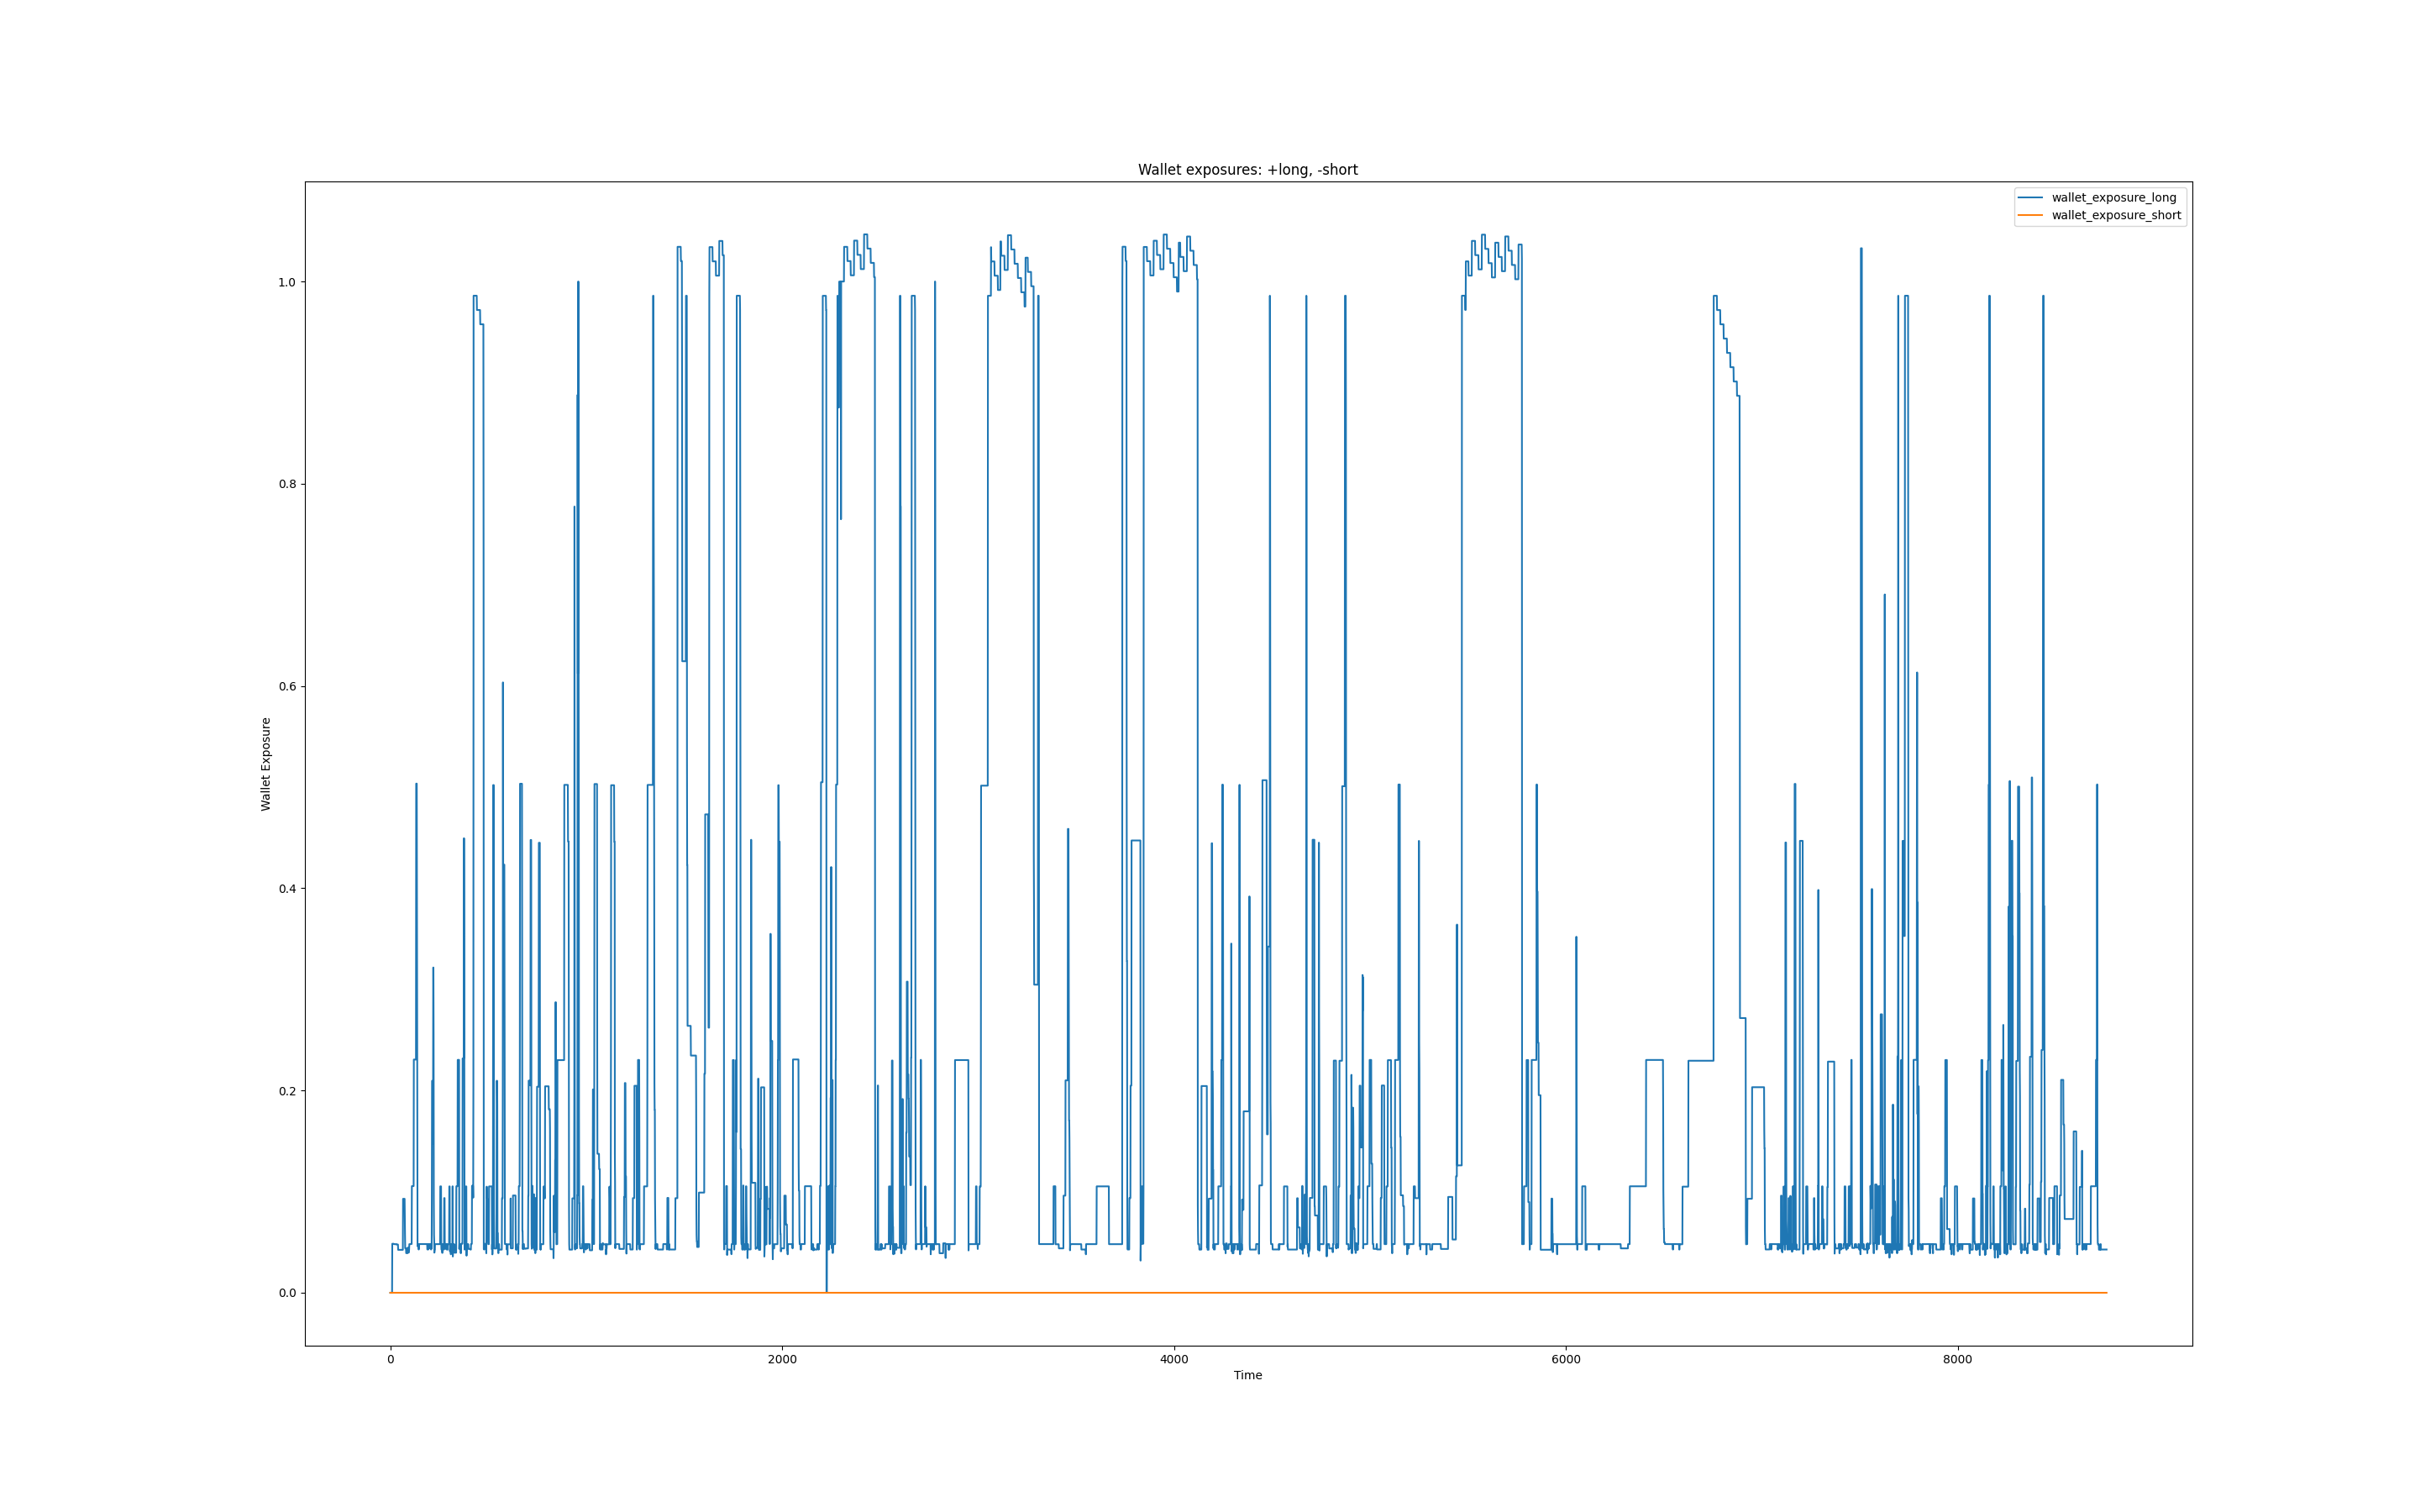 Wallet exposures: +long, -short
wallet_exposure_long
wallet_exposure_short
1.0
0.8
0.6
0.4
0.2
0.0
Wallet Exposure
0
2000
4000
6000
8000
Time